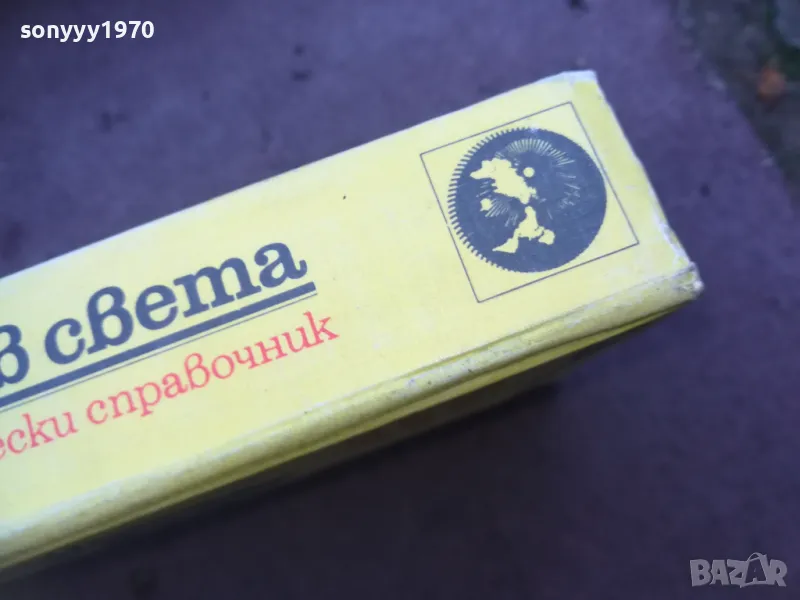 sonyyy1970
в света
ески справочник
BAZAR